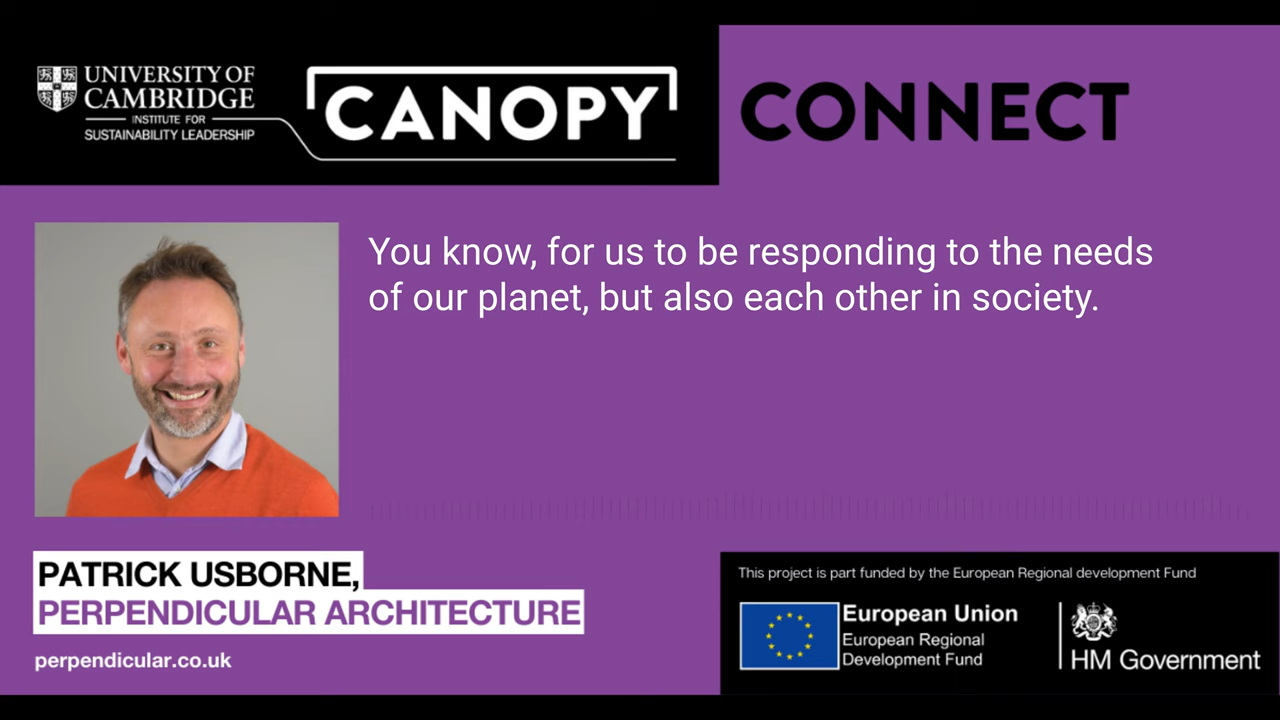 UNIVERSITY OF
CAMBRIDGE
INSTITUTE FOR
SUSTAINABILITY LEADERSHIP
CANOPY
CONNECT
You know, for us to be responding to the needs
of our planet, but also each other in society.
PATRICK USBORNE,
PERPENDICULAR ARCHITECTURE
perpendicular.co.uk
This project is part funded by the European Regional development Fund
European Union
European Regional
Development Fund
HM Government